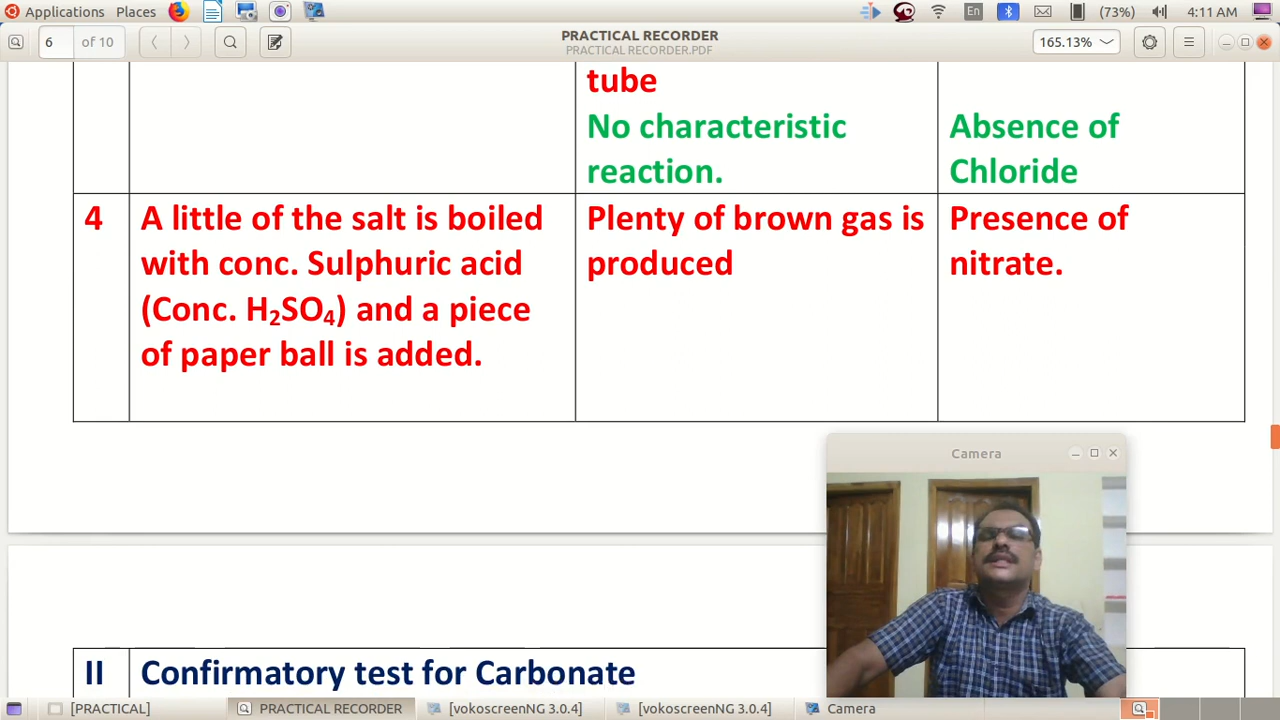 Applications Places En (73%) 4:11 AM
6 of 10 PRACTICAL RECORDER 165.13%
PRACTICAL RECORDER.PDF
tube
No characteristic Absence of
reaction. Chloride
4 A little of the salt is boiled Plenty of brown gas is Presence of
with conc. Sulphuric acid produced nitrate.
(Conc. H₂SO₄) and a piece
of paper ball is added.
Camera
II Confirmatory test for Carbonate
[PRACTICAL] PRACTICAL RECORDER [vokoscreenNG 3.0.4] [vokoscreenNG 3.0.4] Camera